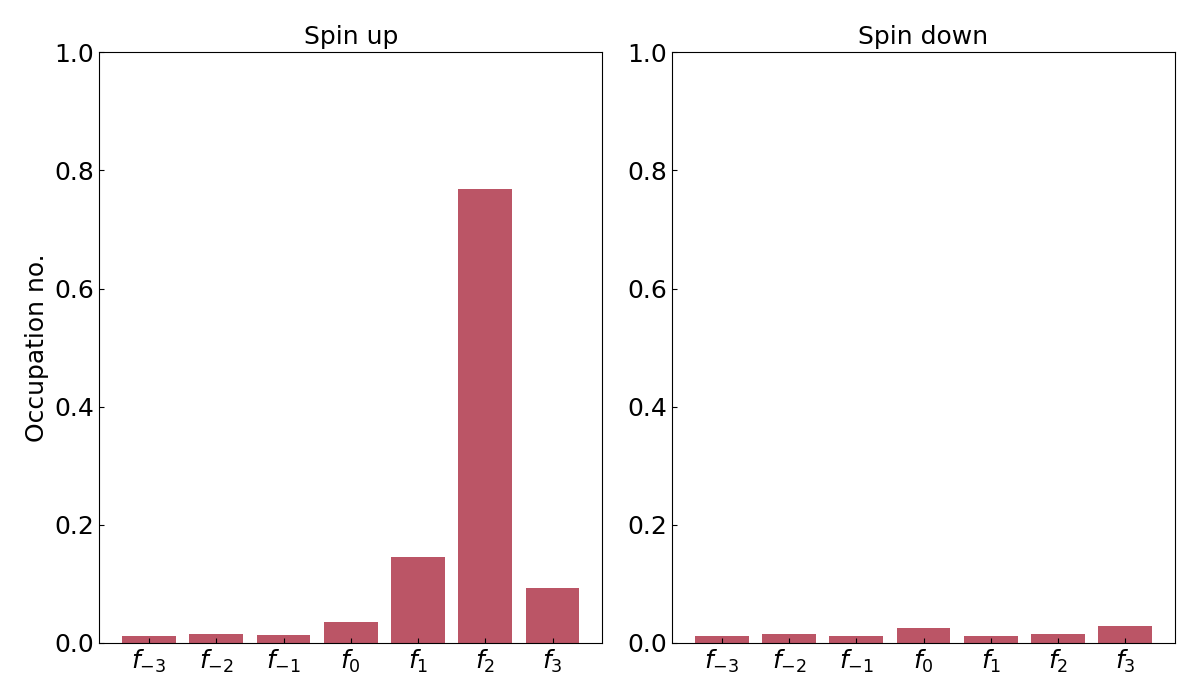 Spin up
Spin down
Occupation no.
1.0
0.8
0.6
0.4
0.2
0.0
f₋₃ f₋₂ f₋₁ f₀ f₁ f₂ f₃
1.0
0.8
0.6
0.4
0.2
0.0
f₋₃ f₋₂ f₋₁ f₀ f₁ f₂ f₃